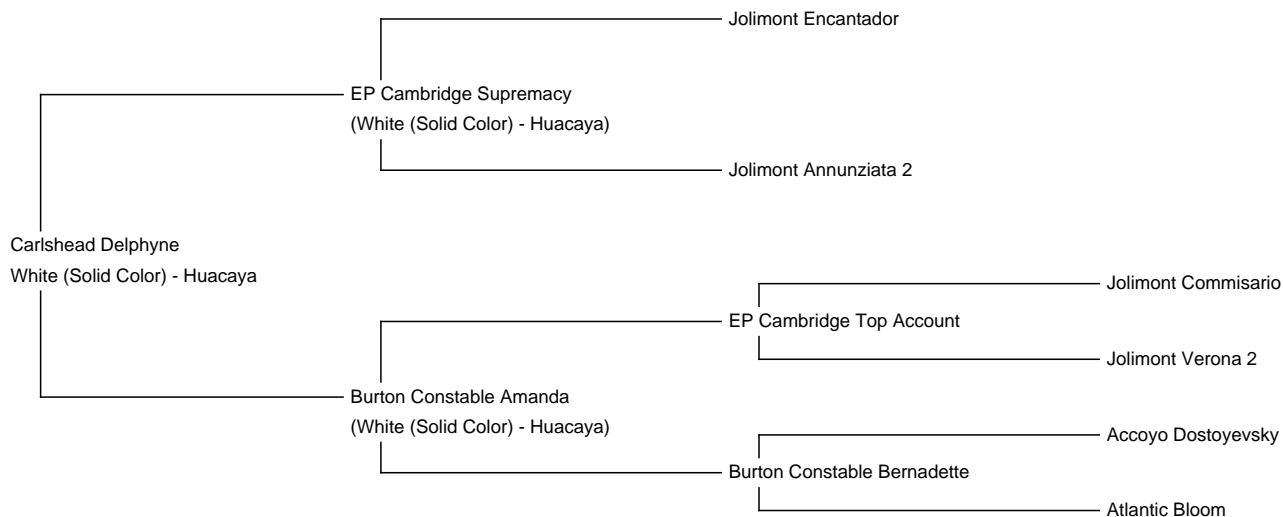 Jolimont Encantador
EP Cambridge Supremacy
(White (Solid Color) - Huacaya)
Jolimont Annunziata 2
Carlshead Delphyne
White (Solid Color) - Huacaya
Jolimont Commisario
EP Cambridge Top Account
Jolimont Verona 2
Burton Constable Amanda
(White (Solid Color) - Huacaya)
Accoyo Dostoyevsky
Burton Constable Bernadette
Atlantic Bloom